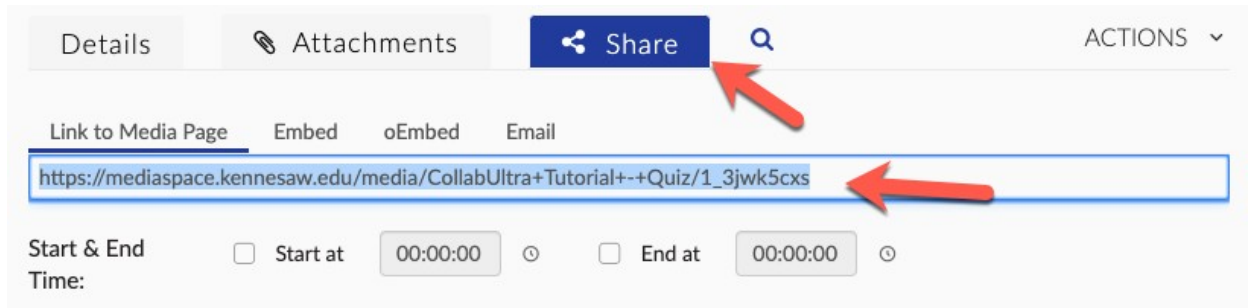 Details Attachments Share ACTIONS
Link to Media Page Embed oEmbed Email
https://mediaspace.kennesaw.edu/media/CollabUltra+Tutorial+-+Quiz/1_3jwk5cxs
Start & End Start at 00:00:00 End at 00:00:00
Time: